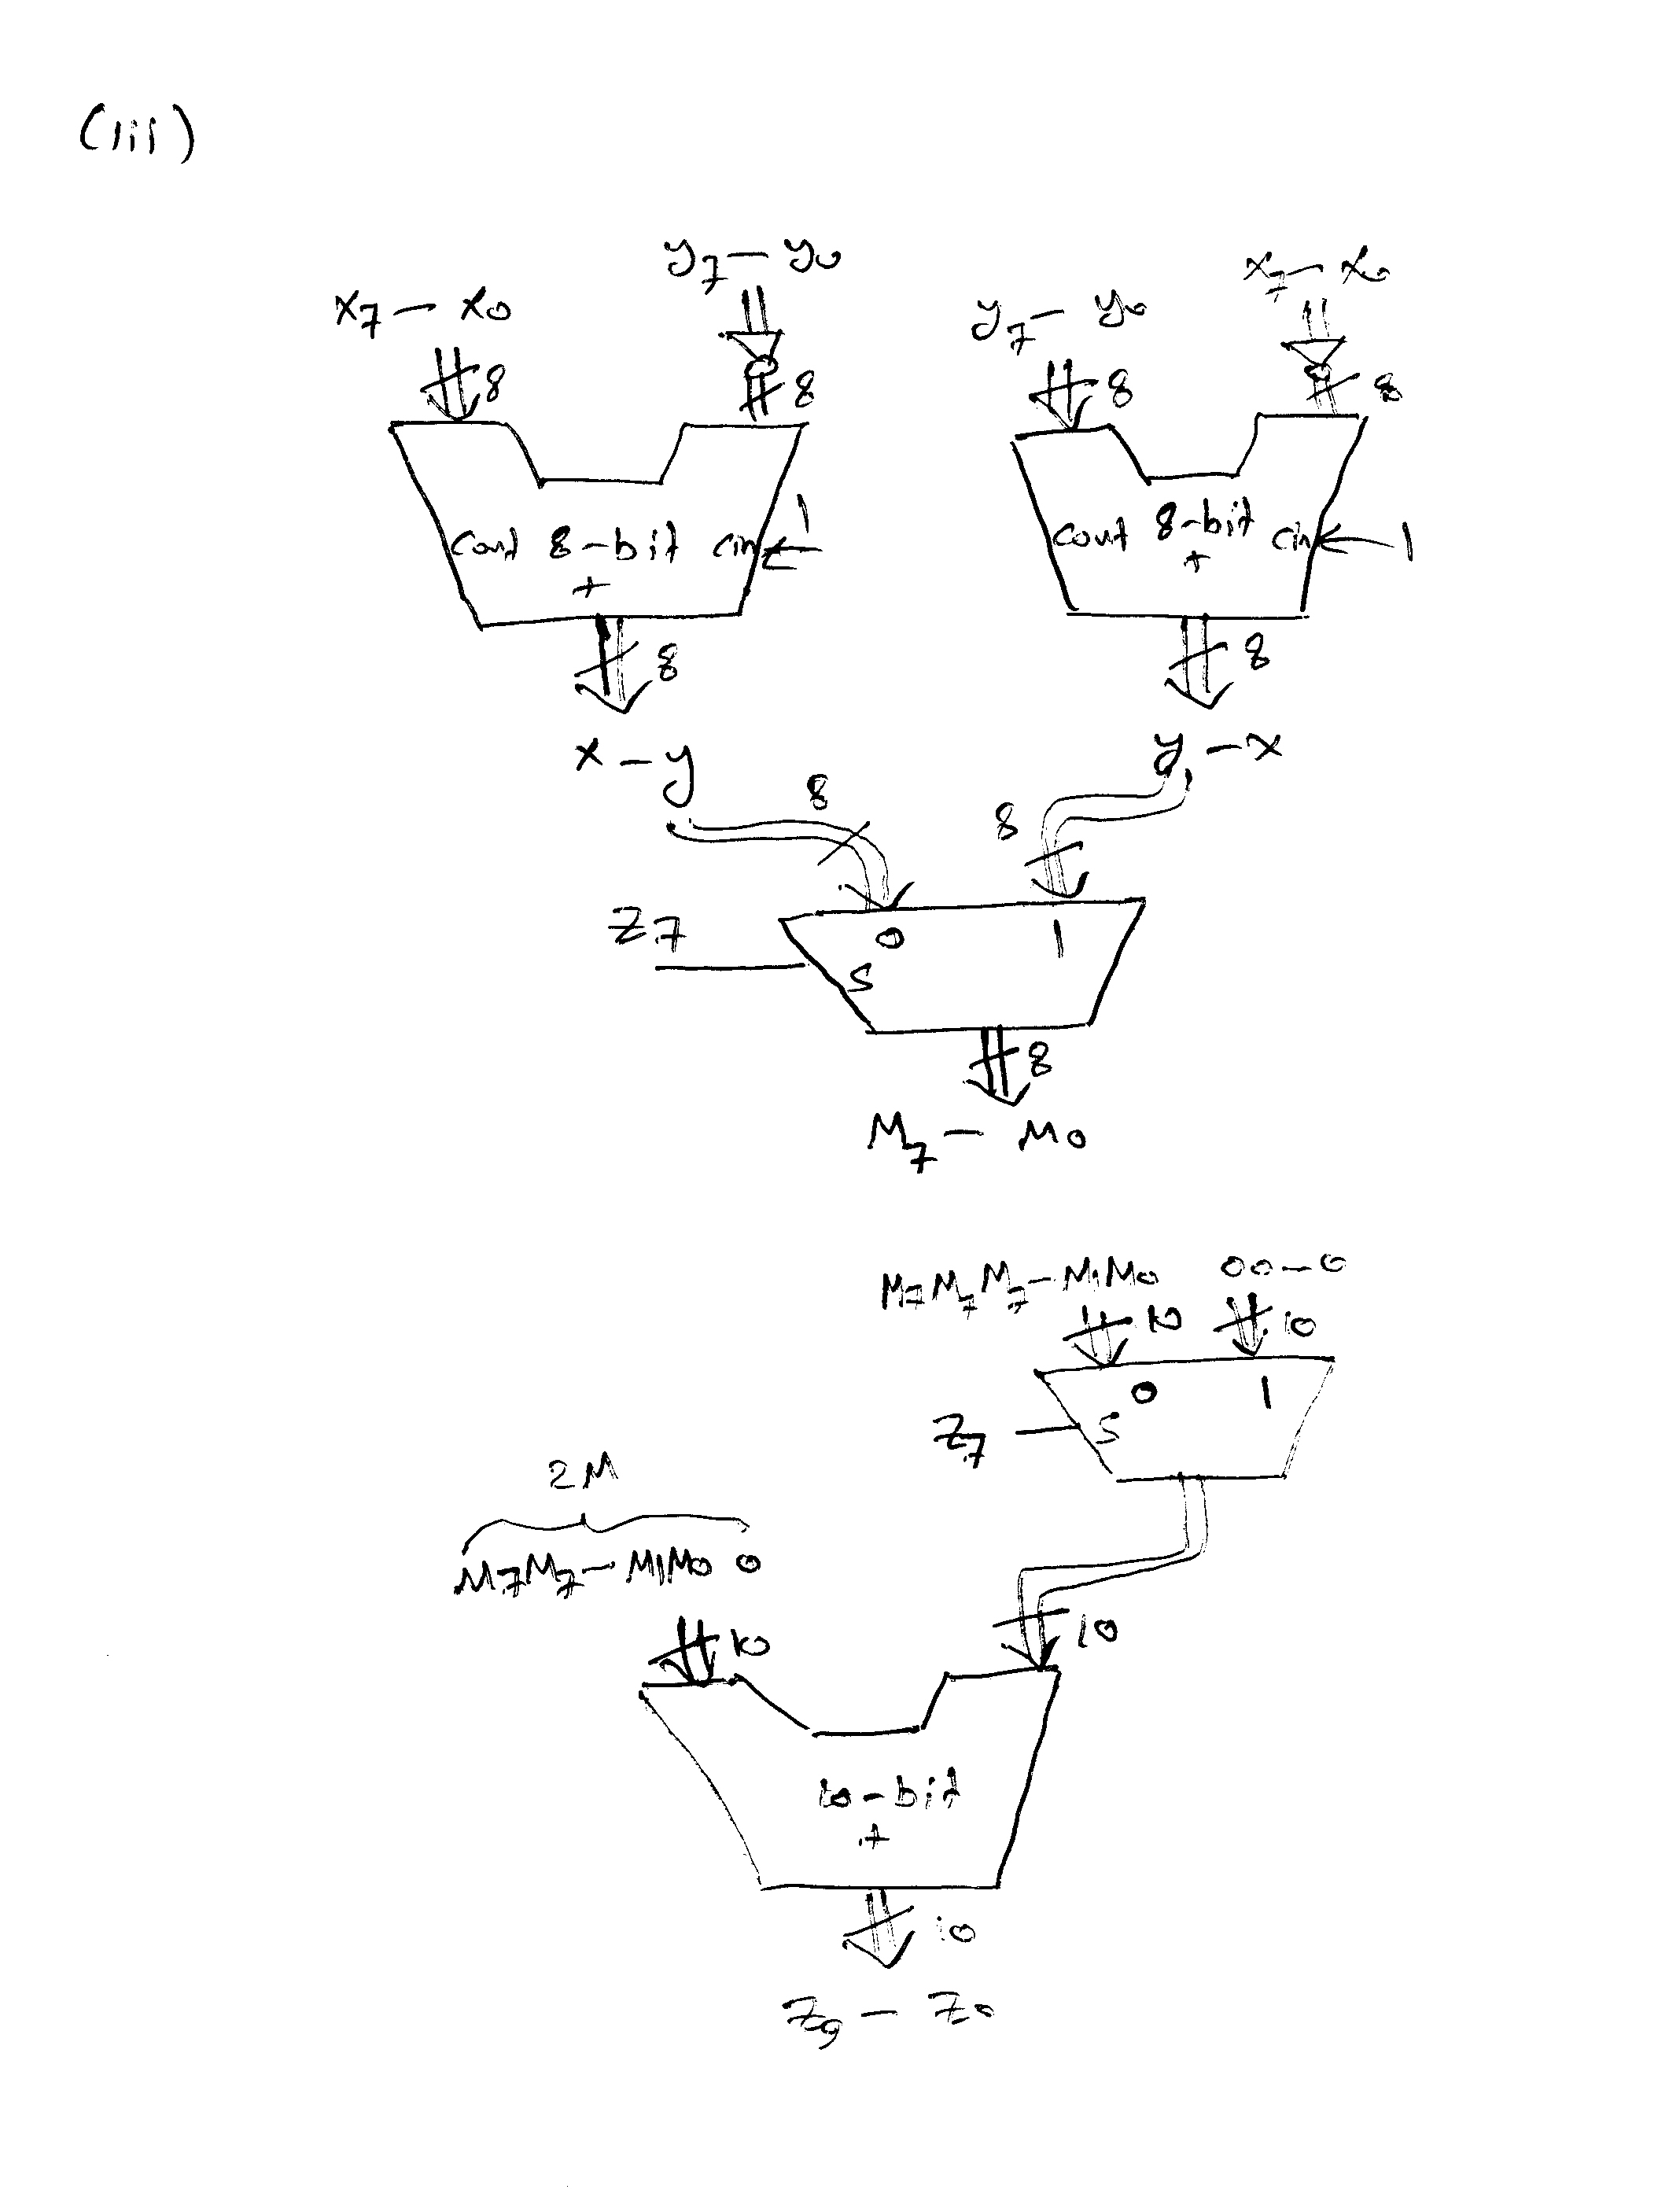 (iii)
y7 – y0
x7 – x0
x7 – x0
y7 – y0
8
8
8
8
Cout 8-bit Cin 1
+
Cout 8-bit Cin 1
+
8
8
x – y
y – x
8
8
Z7
0 1
S
8
M7 – M0
M7M7M7 – M1M0 00–0
10
10
0 1
Z7 S
2M
M7M7 – M1M0 0
10
10
10-bit
+
10
Z9 – Z0